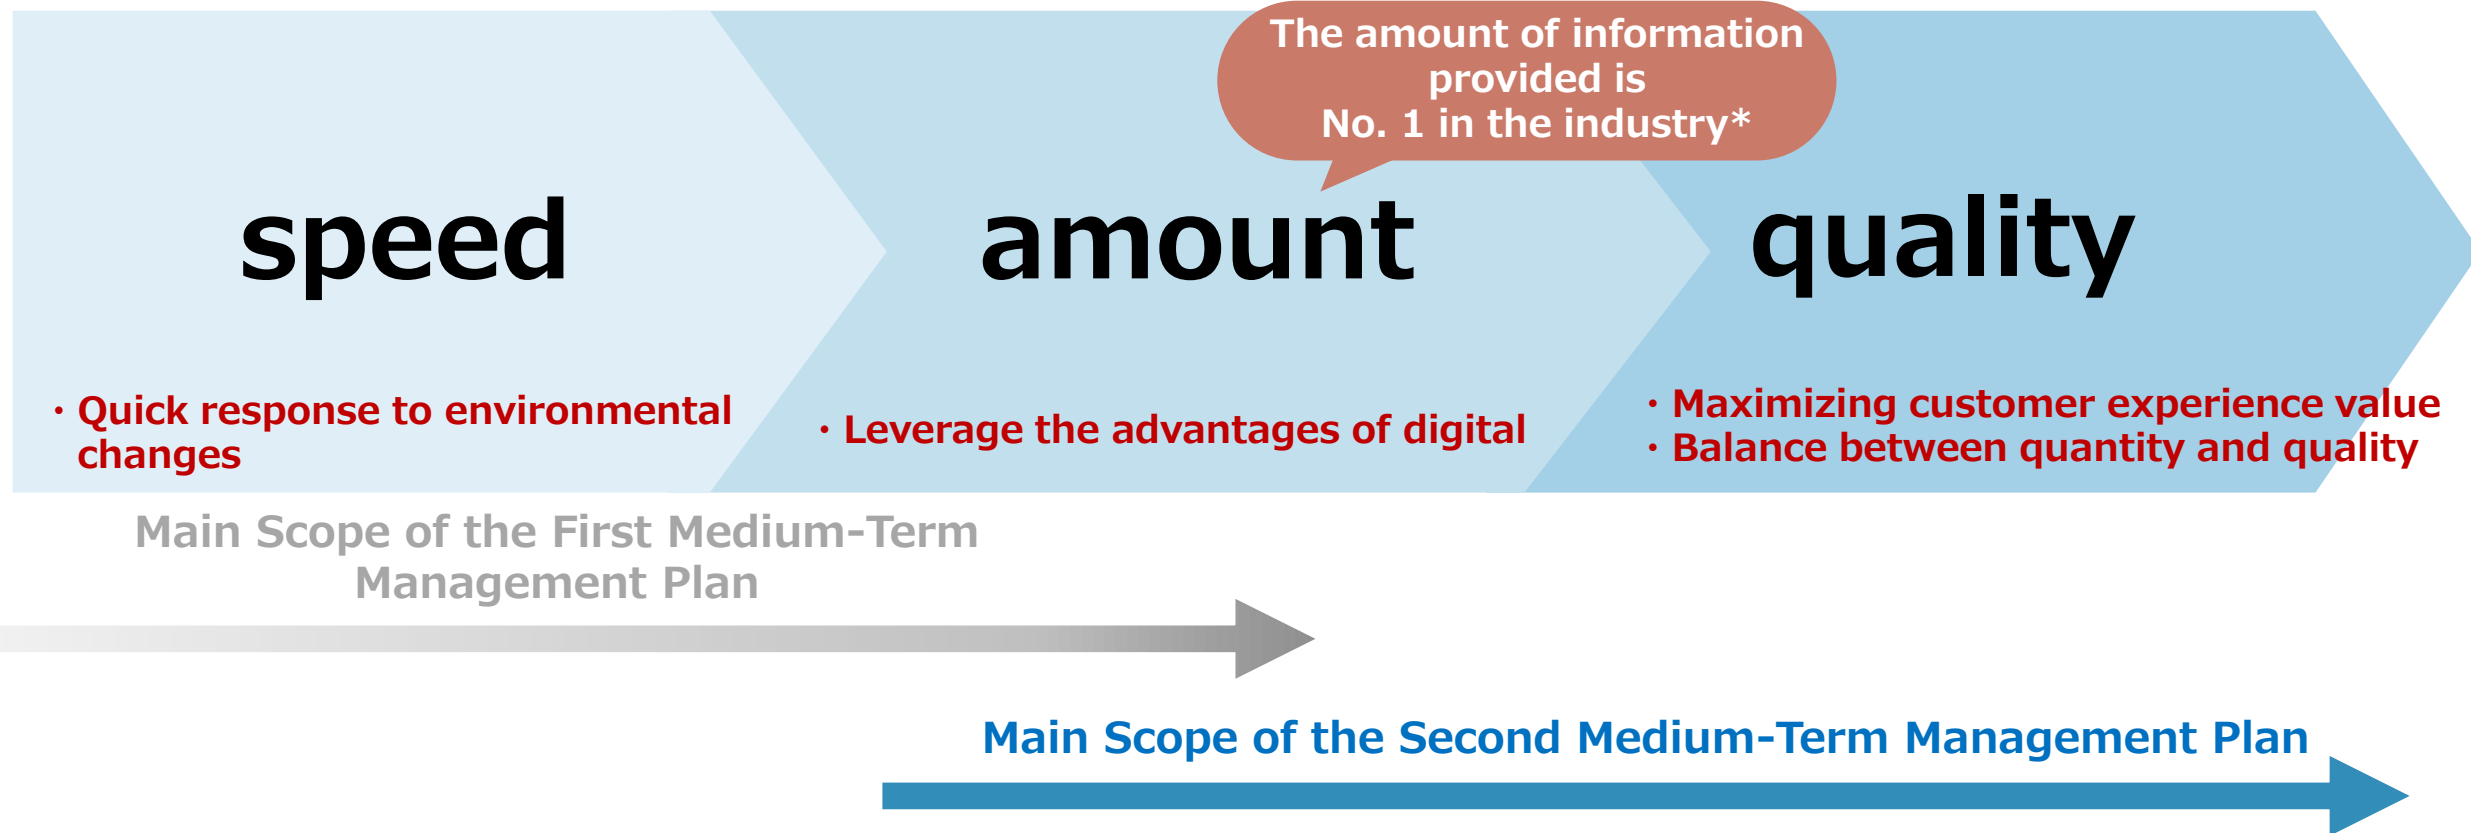 The amount of information
provided is
No. 1 in the industry*
speed
amount
quality
・Quick response to environmental
changes
・Leverage the advantages of digital
・Maximizing customer experience value
・Balance between quantity and quality
Main Scope of the First Medium-Term
Management Plan
Main Scope of the Second Medium-Term Management Plan